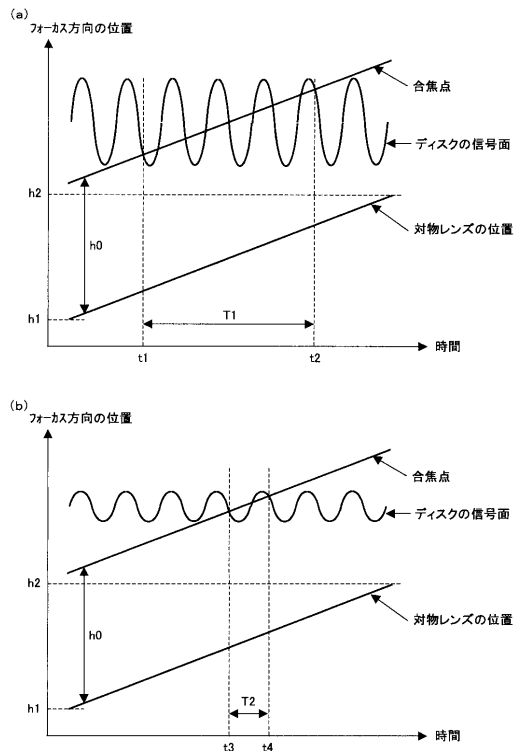 (a)
フォーカス方向の位置
合焦点
ディスクの信号面
h2
対物レンズの位置
h0
T1
h1
時間
t1
t2
(b)
フォーカス方向の位置
合焦点
ディスクの信号面
h2
対物レンズの位置
h0
T2
h1
時間
t3
t4